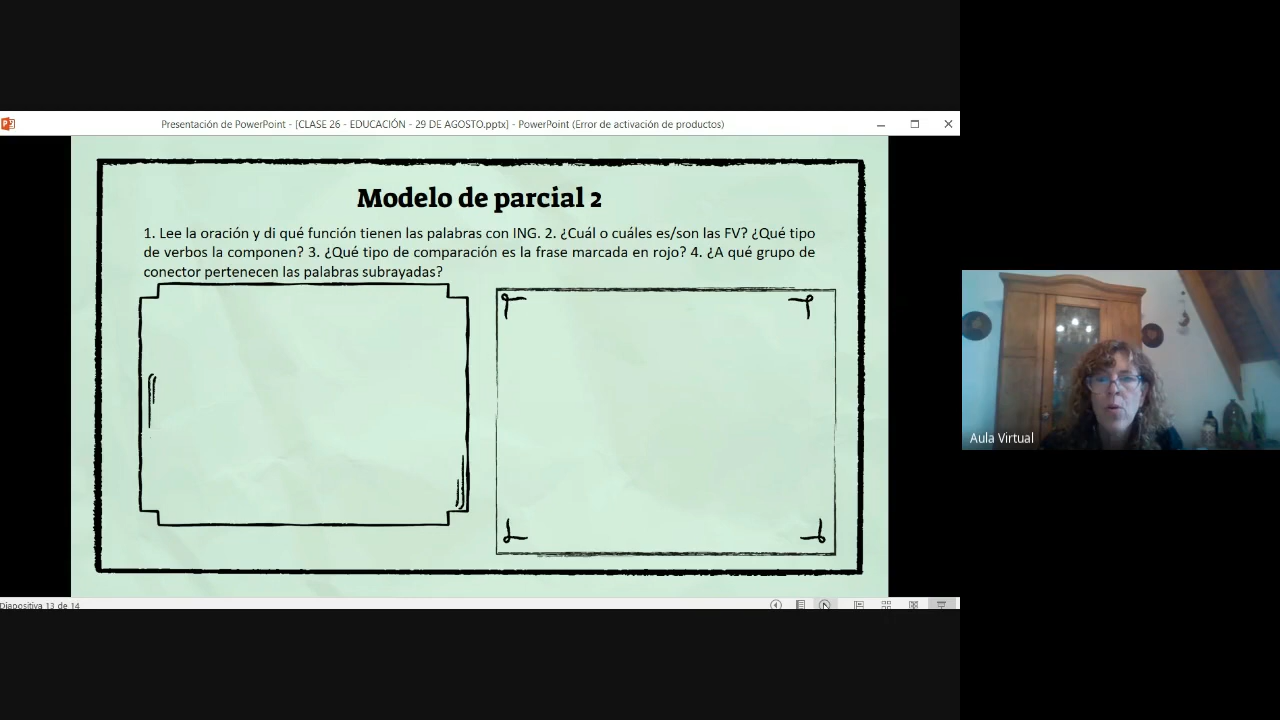 Presentación de PowerPoint - [CLASE 26 - EDUCACIÓN - 29 DE AGOSTO.pptx] - PowerPoint (Error de activación de productos)
Modelo de parcial 2
1. Lee la oración y di qué función tienen las palabras con ING. 2. ¿Cuál o cuáles es/son las FV? ¿Qué tipo
de verbos la componen? 3. ¿Qué tipo de comparación es la frase marcada en rojo? 4. ¿A qué grupo de
conector pertenecen las palabras subrayadas?
Aula Virtual
Diapositiva 13 de 14